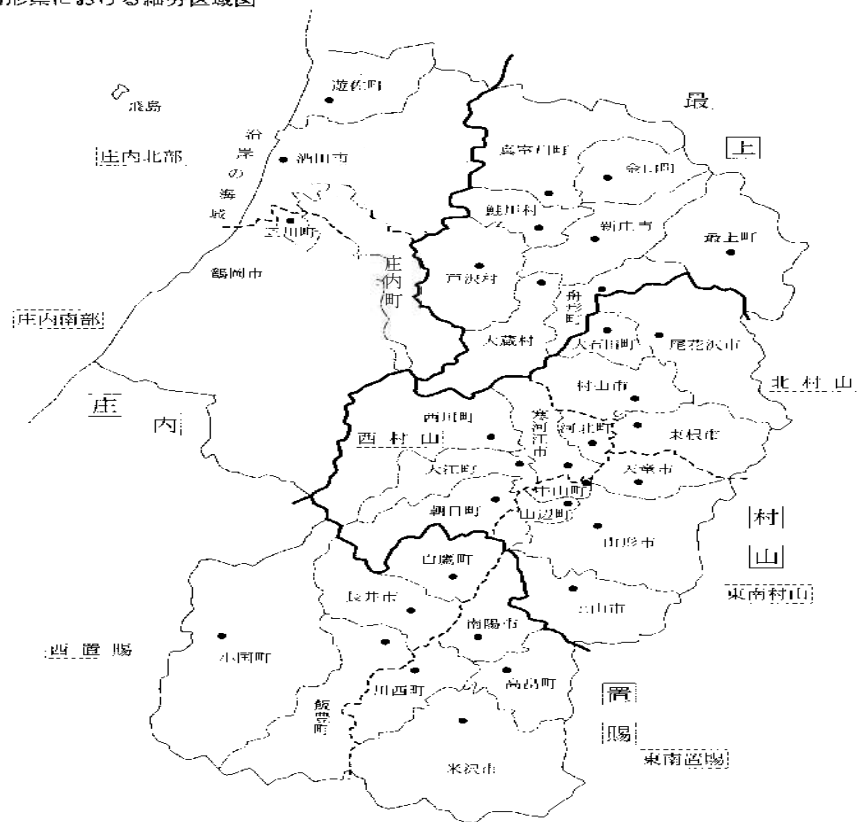 における細分区域図
遊佐町
飛島
最
上
沿岸の海域
庄内北部
酒田市
真室川町
金山町
鮭川村
新庄市
最上町
三川町
庄内町
鶴岡市
戸沢村
舟形町
庄内南部
大蔵村
大石田町
尾花沢市
北村山
村山市
庄内
西川町
寒河江市
河北町
東根市
西村山
大江町
天童市
中山町
朝日町
山辺町
山形市
村山
白鷹町
東南村山
長井市
上山市
南陽市
西置賜
小国町
川西町
高畠町
飯豊町
置賜
米沢市
東南置賜